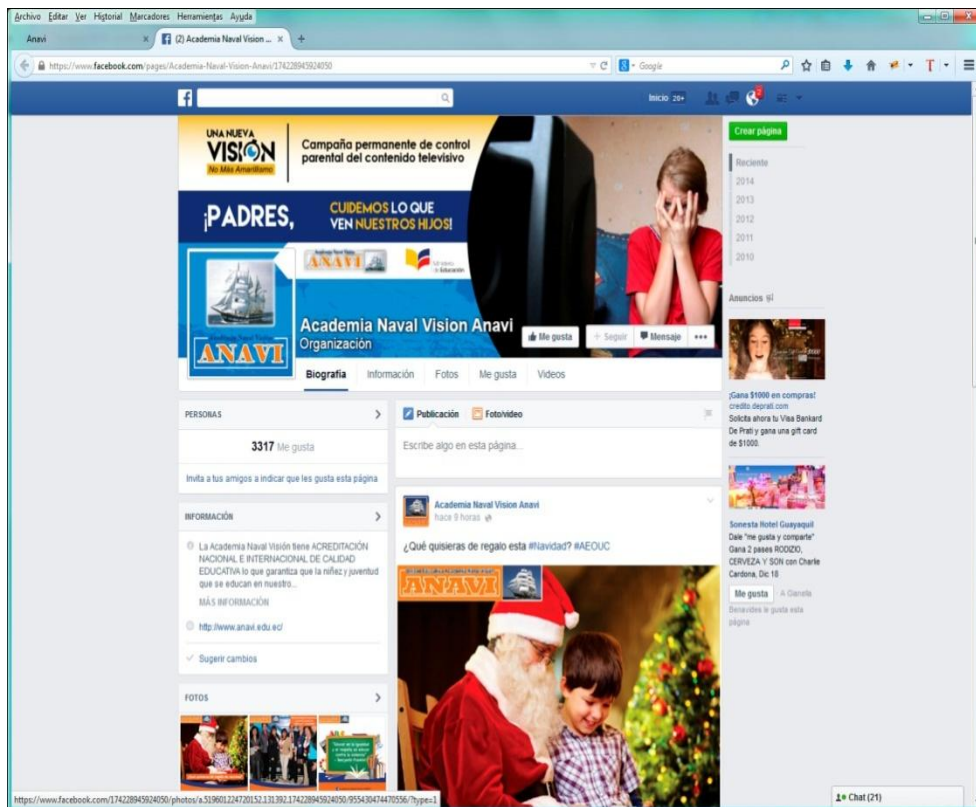 Archivo Editar Ver Historial Marcadores Herramientas Ayuda
Anavi
(2) Academia Naval Vision ...
https://www.facebook.com/pages/Academia-Naval-Vision-Anavi/174228945924050
Google
Inicio 20+
2
UNA NUEVA
VISIÓN
No Más Amarillismo
Campaña permanente de control
parental del contenido televisivo
¡PADRES,
CUIDEMOS LO QUE
VEN NUESTROS HIJOS!
ANAVI
de Educación
ANAVI
Academia Naval Vision Anavi
Organización
Me gusta
Seguir
Mensaje
Biografía
Información
Fotos
Me gusta
Videos
Crear página
Reciente
2014
2013
2012
2011
2010
PERSONAS
3317 Me gusta
Invita a tus amigos a indicar que les gusta esta página
INFORMACIÓN
La Academia Naval Visión tiene ACREDITACIÓN
NACIONAL E INTERNACIONAL DE CALIDAD
EDUCATIVA lo que garantiza que la niñez y juventud
que se educan en nuestro...
MÁS INFORMACIÓN
http://www.anavi.edu.ec/
Sugerir cambios
FOTOS
Publicación
Foto/video
Escribe algo en esta página...
Academia Naval Vision Anavi
hace 9 horas
¿Qué quisieras de regalo esta #Navidad? #AEOUC
ANAVI
Anuncios
¡Gana $1000 en compras!
credito.deprati.com
Solicita ahora tu Visa Bankard
De Prati y gana una gift card
de $1000.
Sonesta Hotel Guayaquil
Dale "me gusta y comparte"
Gana 2 pases RODIZIO,
CERVEZA Y SON con Charlie
Cardona, Dic 18
Me gusta
Benavides le gusta esta
página
https://www.facebook.com/174228945924050/photos/a.519601224720152.131392.174228945924050/955430474470556/?type=1
Chat (21)